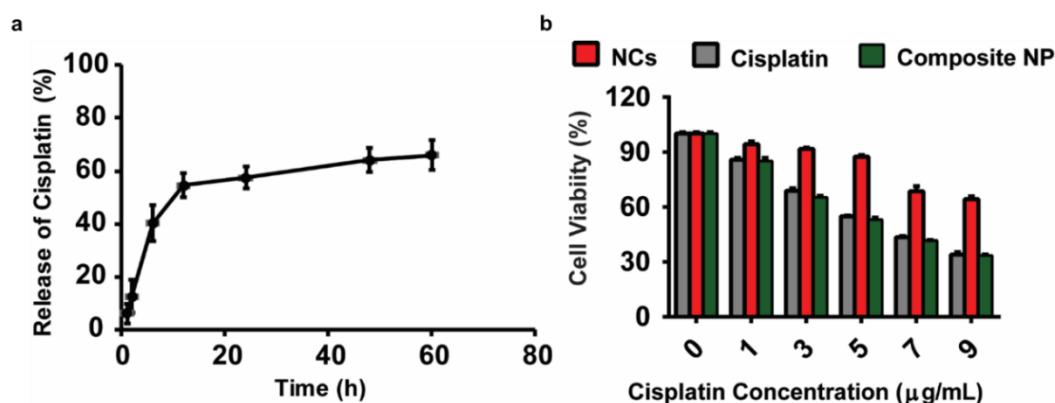 a
100
80
60
40
20
0
Release of Cisplatin (%)
0 20 40 60 80
Time (h)
b
NCs Cisplatin Composite NP
120
90
60
30
0
Cell Viabiity (%)
0 1 3 5 7 9
Cisplatin Concentration (μg/mL)